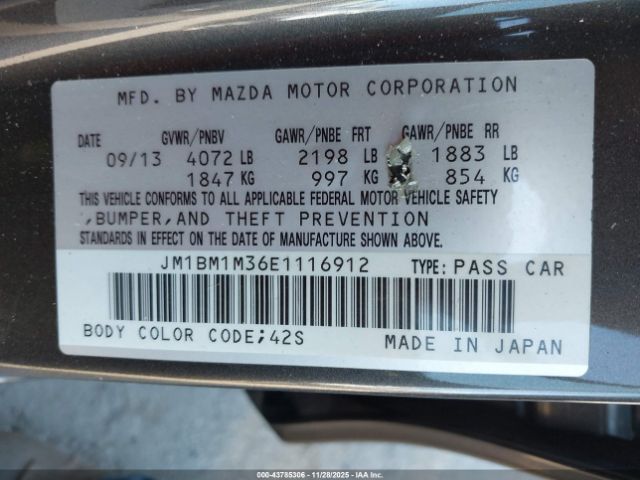 MFD. BY MAZDA MOTOR CORPORATION
DATE GVWR/PNBV GAWR/PNBE FRT GAWR/PNBE RR
09/13 4072 LB 2198 LB 1883 LB
1847 KG 997 KG 854 KG
THIS VEHICLE CONFORMS TO ALL APPLICABLE FEDERAL MOTOR VEHICLE SAFETY
,BUMPER,AND THEFT PREVENTION
STANDARDS IN EFFECT ON THE DATE OF MANUFACTURE SHOWN ABOVE.
JM1BM1M36E1116912 TYPE: PASS CAR
BODY COLOR CODE;42S MADE IN JAPAN
000-43785306 - 11/28/2025 - IAAI.CA